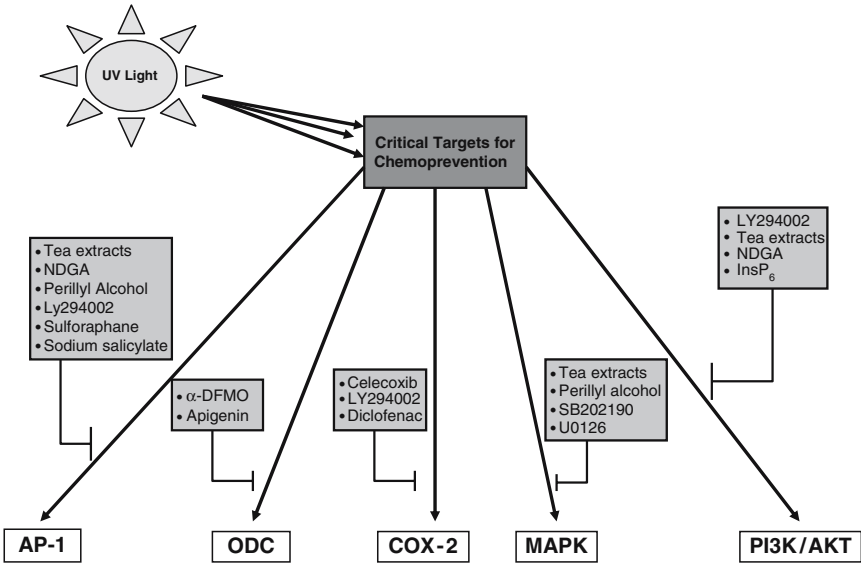 UV Light
Critical Targets for
Chemoprevention
• Tea extracts
• NDGA
• Perillyl Alcohol
• Ly294002
• Sulforaphane
• Sodium salicylate
• α-DFMO
• Apigenin
• Celecoxib
• LY294002
• Diclofenac
• Tea extracts
• Perillyl alcohol
• SB202190
• U0126
• LY294002
• Tea extracts
• NDGA
• InsP6
AP-1
ODC
COX-2
MAPK
PI3K/AKT